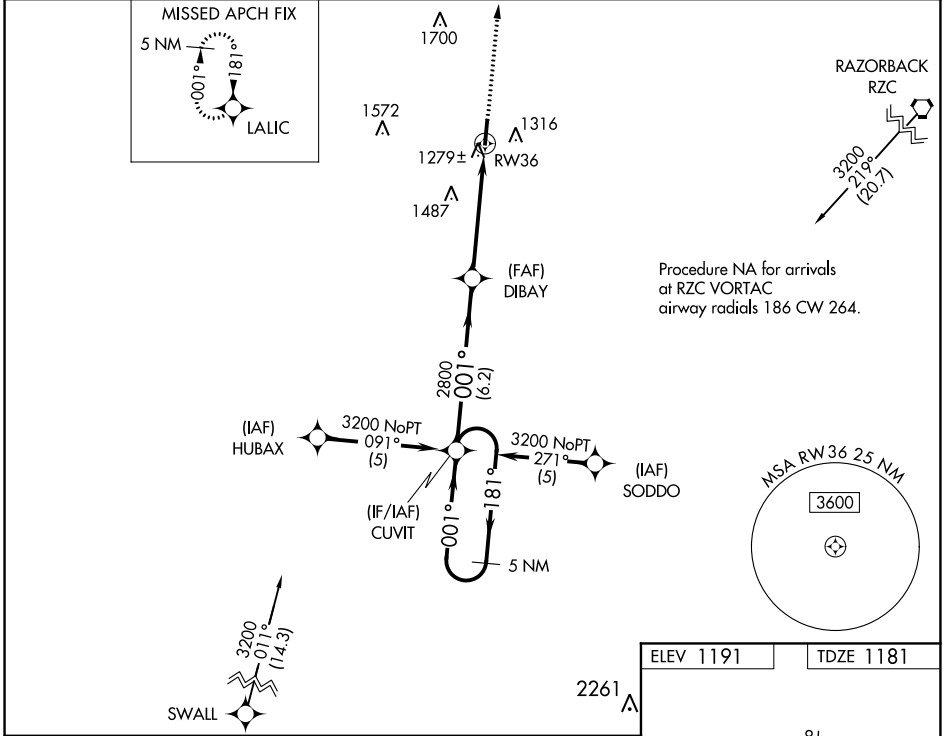 MISSED APCH FIX
5 NM
001°
181°
LALIC
1700
1572
1316
1279±
RW36
1487
RAZORBACK
RZC
3200
219°
(20.7)
(FAF)
DIBAY
Procedure NA for arrivals
at RZC VORTAC
airway radials 186 CW 264.
2800
001°
(6.2)
(IAF)
HUBAX
3200 NoPT
091°
(5)
3200 NoPT
271°
(5)
(IAF)
SODDO
(IF/IAF)
CUVIT
001°
181°
5 NM
MSA RW36 25 NM
3600
3200
011°
(14.3)
SWALL
2261
ELEV 1191
TDZE 1181